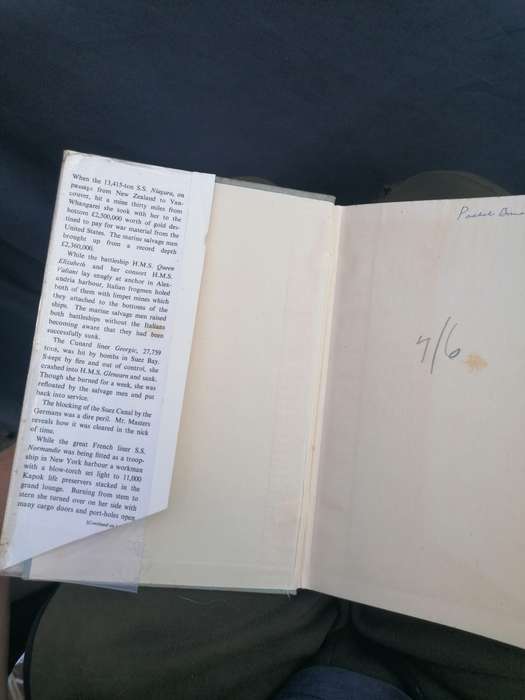 When the 13,415-ton S.S. Niagara, on
passage from New Zealand to Van-
couver, hit a mine thirty miles from
Whangarei she took with her to the
bottom £2,500,000 worth of gold des-
tined to pay for war material from the
United States. The marine salvage men
brought up from a record depth
£2,360,000.
While the battleship H.M.S. Queen
Elizabeth and her consort H.M.S.
Valiant lay snugly at anchor in Alex-
andria harbour, Italian frogmen holed
both of them with limpet mines which
they attached to the bottoms of the
ships. The marine salvage men raised
both battleships without the Italians
becoming aware that they had been
successfully sunk.
The Cunard liner Georgic, 27,759
tons, was hit by bombs in Suez Bay.
Swept by fire and out of control, she
crashed into H.M.S. Glenearn and sunk.
Though she burned for a week, she was
refloated by the salvage men and put
back into service.
The blocking of the Suez Canal by the
Germans was a dire peril. Mr. Masters
reveals how it was cleared in the nick
of time.
While the great French liner S.S.
Normandie was being fitted as a troop-
ship in New York harbour a workman
with a blow-torch set light to 11,000
Kapok life preservers stacked in the
grand lounge. Burning from stem to
stern she turned over on her side with
many cargo doors and port-holes open
(Continued on
4/6